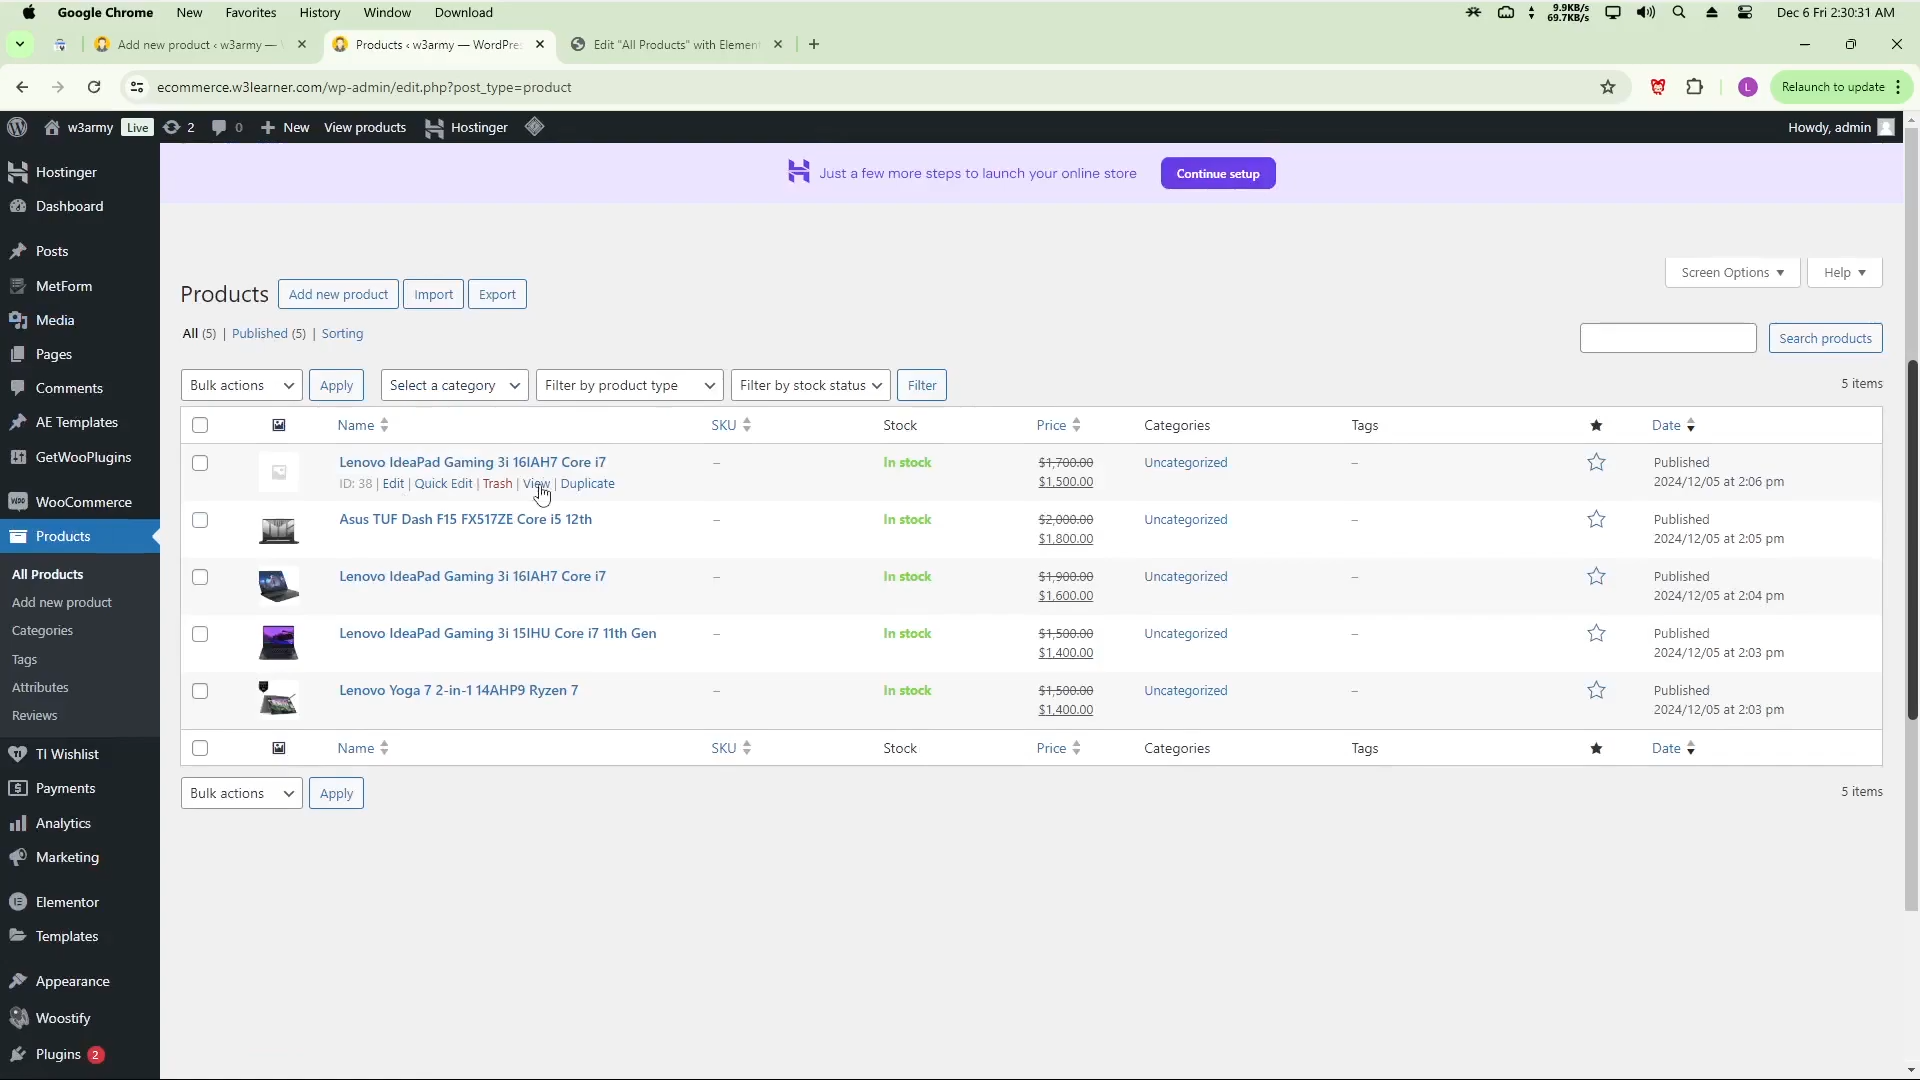 Google Chrome New Favorites History Window Download 9.9KB/s 69.7KB/s Dec 6 Fri 2:30:31 AM
Add new product ‹ w3army — Products ‹ w3army — WordPre Edit "All Products" with Elemen
ecommerce.w3learner.com/wp-admin/edit.php?post_type=product L Relaunch to update
w3army Live 2 0 New View products Hostinger Howdy, admin
Just a few more steps to launch your online store Continue setup
Hostinger
Dashboard
Posts
MetForm
Media
Pages
Comments
AE Templates
GetWooPlugins
WooCommerce
Products
All Products
Add new product
Categories
Tags
Attributes
Reviews
TI Wishlist
Payments
Analytics
Marketing
Elementor
Templates
Appearance
Woostify
Plugins 2
Screen Options Help
Products Add new product Import Export
All (5) | Published (5) | Sorting
Search products
Bulk actions Apply Select a category Filter by product type Filter by stock status Filter 5 items
Name SKU Stock Price Categories Tags Date
Lenovo IdeaPad Gaming 3i 16IAH7 Core i7 – In stock $1,700.00 Uncategorized – Published
ID: 38 | Edit | Quick Edit | Trash | View | Duplicate $1,500.00 2024/12/05 at 2:06 pm
Asus TUF Dash F15 FX517ZE Core i5 12th – In stock $2,000.00 Uncategorized – Published
$1,800.00 2024/12/05 at 2:05 pm
Lenovo IdeaPad Gaming 3i 16IAH7 Core i7 – In stock $1,900.00 Uncategorized – Published
$1,600.00 2024/12/05 at 2:04 pm
Lenovo IdeaPad Gaming 3i 15IHU Core i7 11th Gen – In stock $1,500.00 Uncategorized – Published
$1,400.00 2024/12/05 at 2:03 pm
Lenovo Yoga 7 2-in-1 14AHP9 Ryzen 7 – In stock $1,500.00 Uncategorized – Published
$1,400.00 2024/12/05 at 2:03 pm
Name SKU Stock Price Categories Tags Date
Bulk actions Apply 5 items